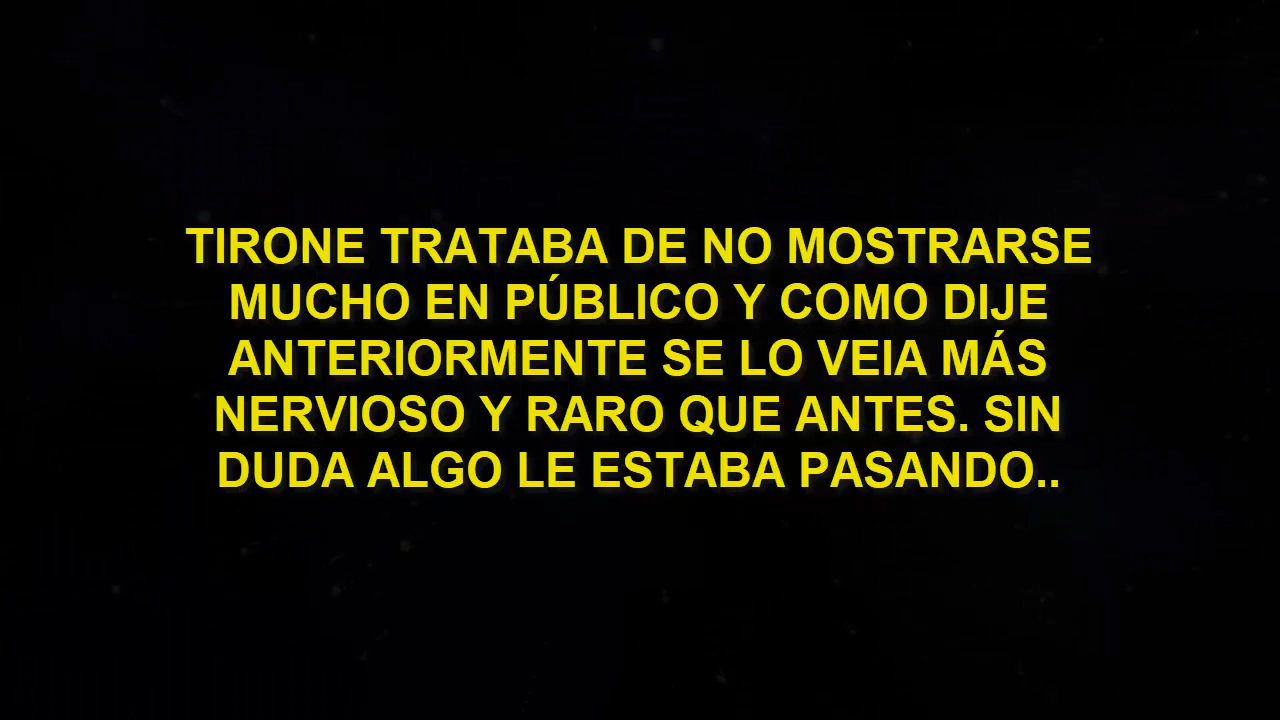 TIRONE TRATABA DE NO MOSTRARSE
MUCHO EN PÚBLICO Y COMO DIJE
ANTERIORMENTE SE LO VEIA MÁS
NERVIOSO Y RARO QUE ANTES. SIN
DUDA ALGO LE ESTABA PASANDO..